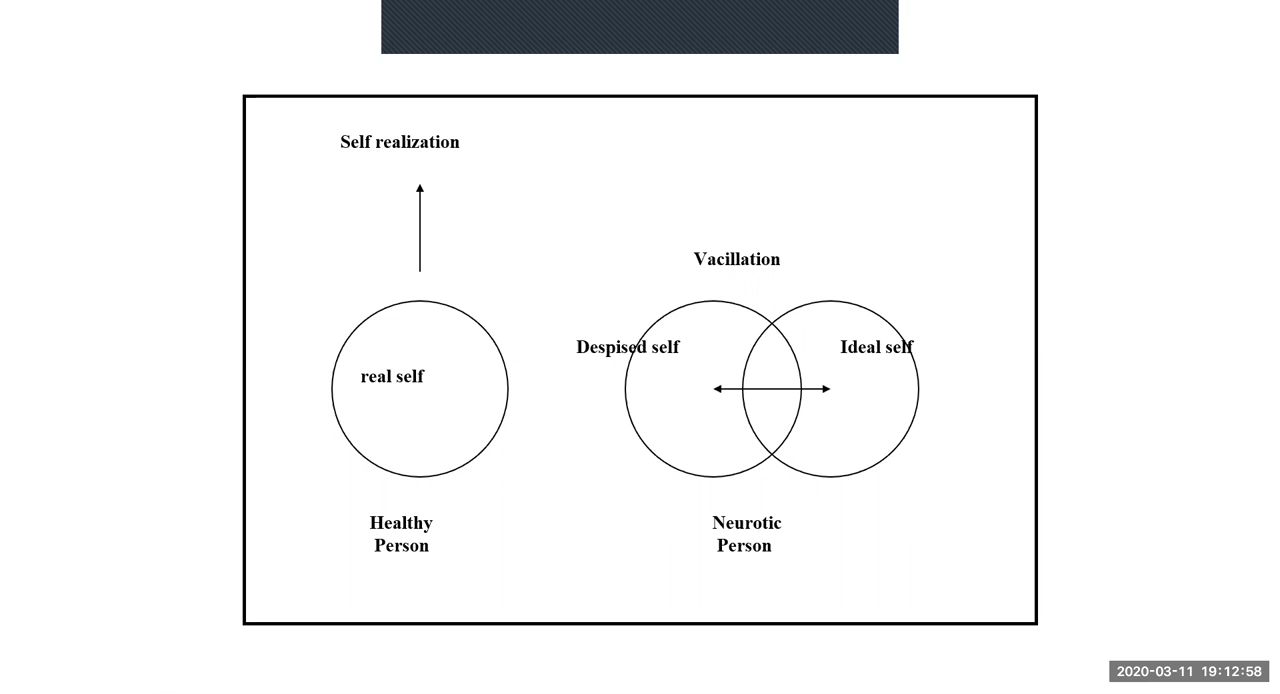 Self realization
Vacillation
Despised self
Ideal self
real self
Healthy
Person
Neurotic
Person
2020-03-11 19:12:58